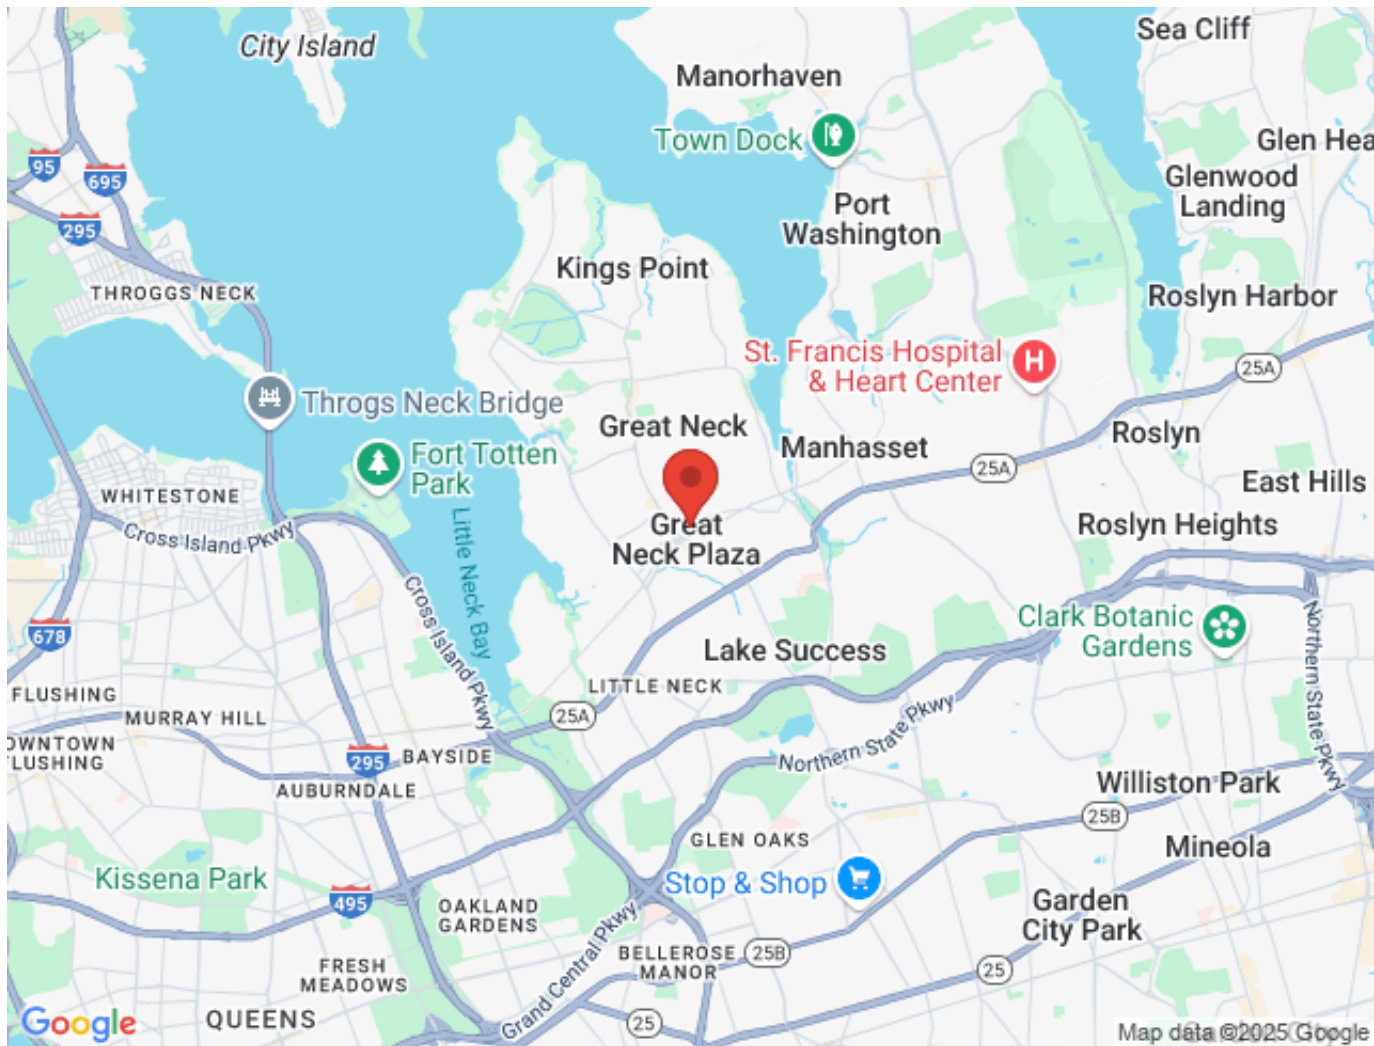 City Island
Sea Cliff
Manorhaven
Town Dock
Glen Hea
95
695
295
Glenwood
Landing
Port
Washington
Kings Point
THROGGS NECK
Roslyn Harbor
St. Francis Hospital
& Heart Center
H
25A
Throgs Neck Bridge
Great Neck
Manhasset
Roslyn
Fort Totten
Park
25A
East Hills
WHITESTONE
Cross Island Pkwy
Little Neck Bay
Great
Neck Plaza
Roslyn Heights
Cross Island Pkwy
678
Clark Botanic
Gardens
Northern State Pkwy
Lake Success
LITTLE NECK
FLUSHING
MURRAY HILL
25A
Northern State Pkwy
OWNTOWN
FLUSHING
295
BAYSIDE
AUBURNDALE
Williston Park
25B
GLEN OAKS
Mineola
Kissena Park
Stop & Shop
495
OAKLAND
GARDENS
Garden
City Park
Grand Central Pkwy
BELLEROSE
MANOR
25B
25
FRESH
MEADOWS
Google
QUEENS
25
Map data ©2025 Google